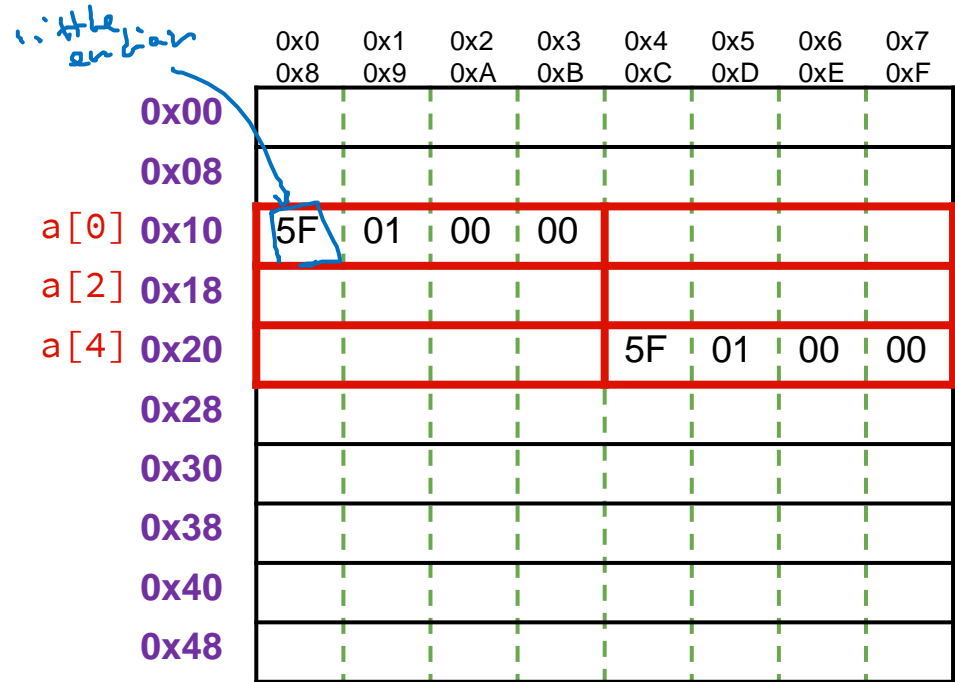 little
endian
0x0 0x1 0x2 0x3 0x4 0x5 0x6 0x7
0x8 0x9 0xA 0xB 0xC 0xD 0xE 0xF
0x00
0x08
a[0] 0x10 5F 01 00 00
a[2] 0x18
a[4] 0x20 5F 01 00 00
0x28
0x30
0x38
0x40
0x48